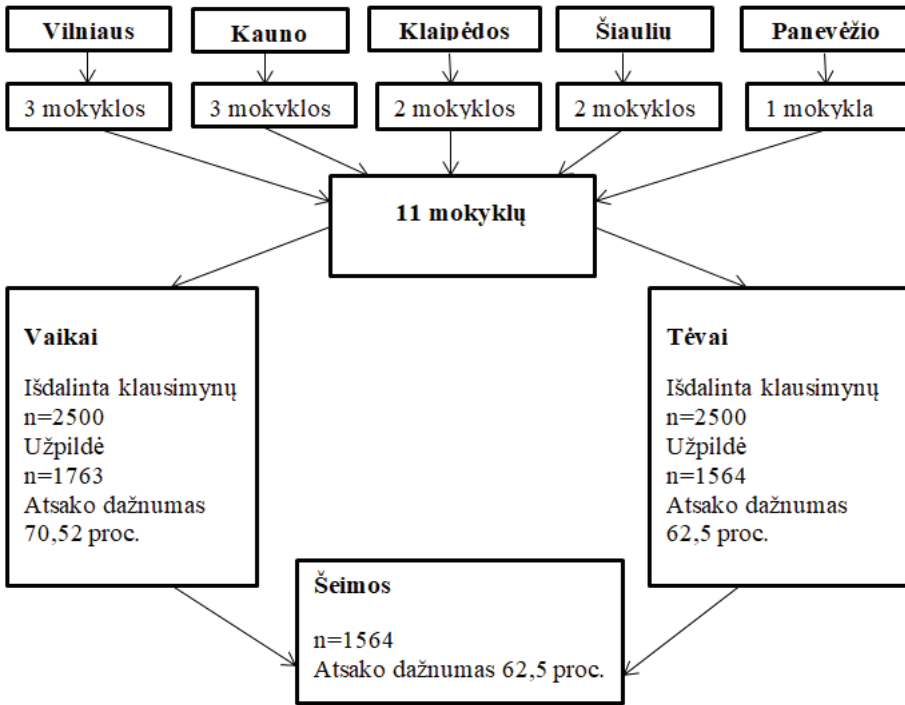 Vilniaus
Kauno
Klaipėdos
Šiaulių
Panevėžio
3 mokyklos
3 mokyklos
2 mokyklos
2 mokyklos
1 mokykla
11 mokyklų
Vaikai
Išdalinta klausimynų
n=2500
Užpildė
n=1763
Atsako dažnumas
70,52 proc.
Tėvai
Išdalinta klausimynų
n=2500
Užpildė
n=1564
Atsako dažnumas
62,5 proc.
Šeimos
n=1564
Atsako dažnumas 62,5 proc.